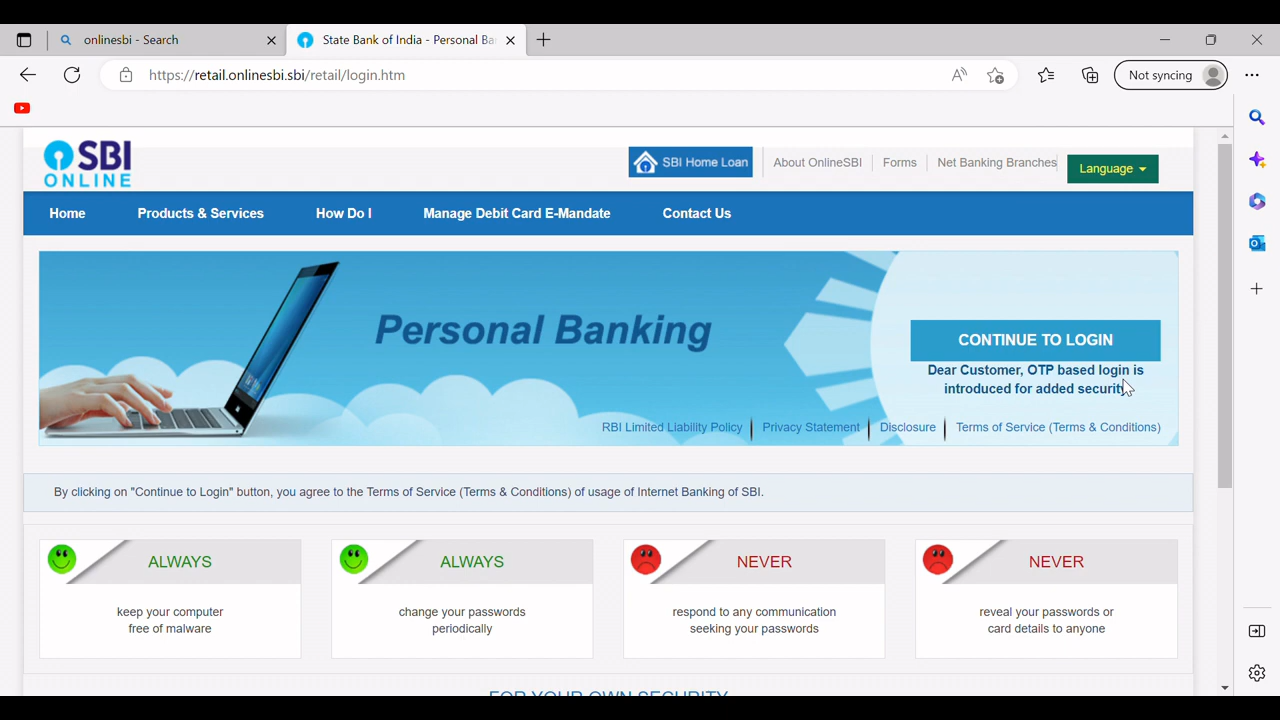 onlinesbi - Search
State Bank of India - Personal Ba
https://retail.onlinesbi.sbi/retail/login.htm
Not syncing
SBI
ONLINE
SBI Home Loan
About OnlineSBI
Forms
Net Banking Branches
Language
Home
Products & Services
How Do I
Manage Debit Card E-Mandate
Contact Us
Personal Banking
CONTINUE TO LOGIN
Dear Customer, OTP based login is
introduced for added security
RBI Limited Liability Policy
Privacy Statement
Disclosure
Terms of Service (Terms & Conditions)
By clicking on "Continue to Login" button, you agree to the Terms of Service (Terms & Conditions) of usage of Internet Banking of SBI.
ALWAYS
keep your computer
free of malware
ALWAYS
change your passwords
periodically
NEVER
respond to any communication
seeking your passwords
NEVER
reveal your passwords or
card details to anyone
FOR YOUR OWN SECURITY